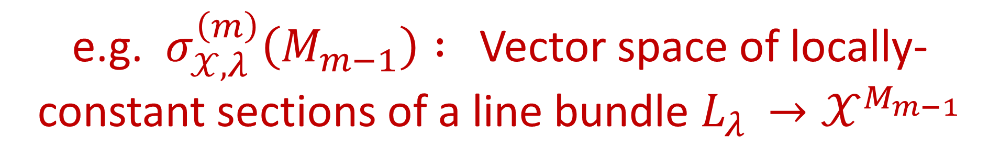 e.g. σ_{𝒳,λ}^{(m)}(M_{m−1}) : Vector space of locally-
constant sections of a line bundle L_λ → 𝒳^{M_{m−1}}